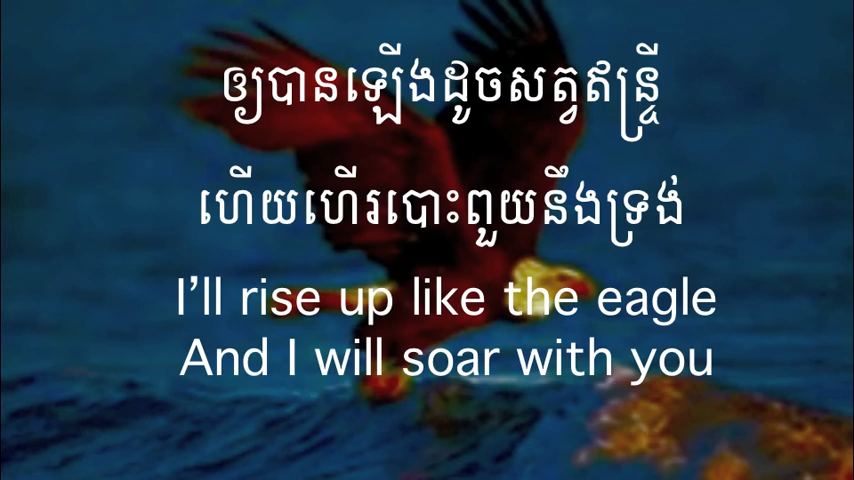 ឲ្យបានឡើងដូចសត្វឥន្ទ្រី
ហើយហើរបោះពួយនឹងទ្រង់
I'll rise up like the eagle
And I will soar with you